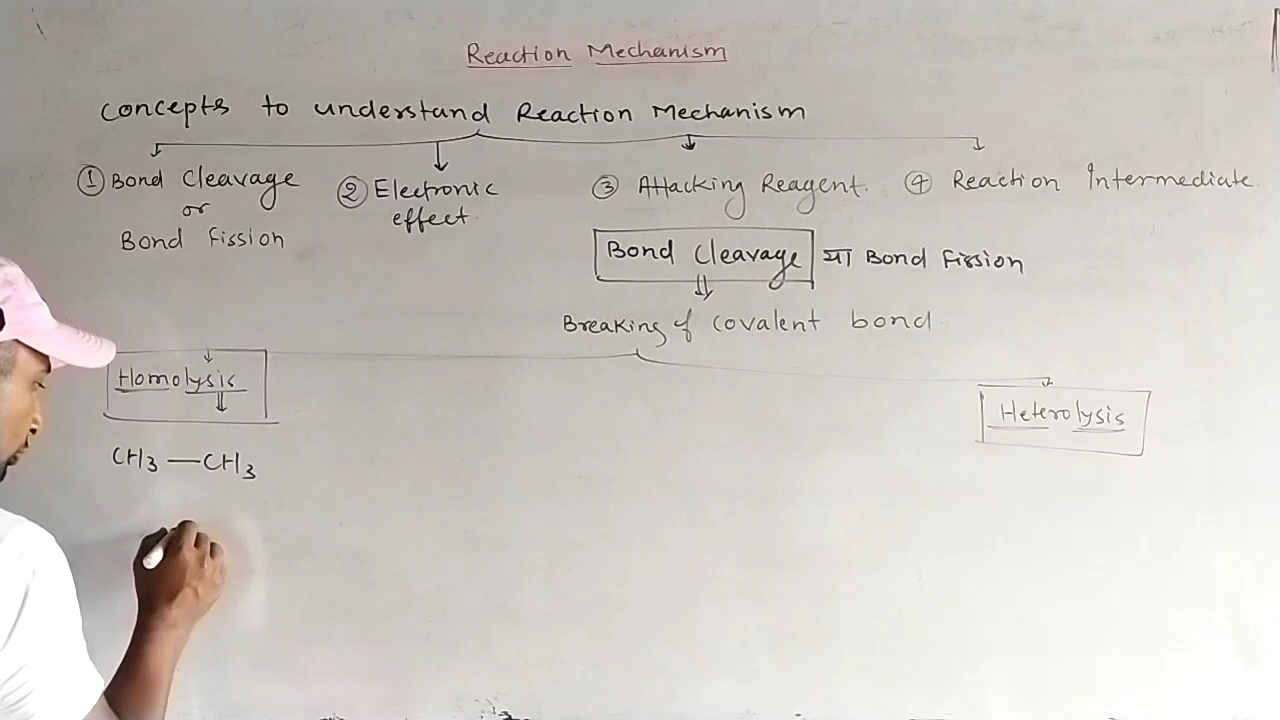 Reaction Mechanism
Concepts to understand Reaction Mechanism
① Bond Cleavage
or
Bond Fission
② Electronic
effect
③ Attacking Reagent.
④ Reaction Intermediate
Bond Cleavage या Bond Fission
⇓
Breaking of covalent bond
Homolysis
⇓
Heterolysis
CH3 — CH3